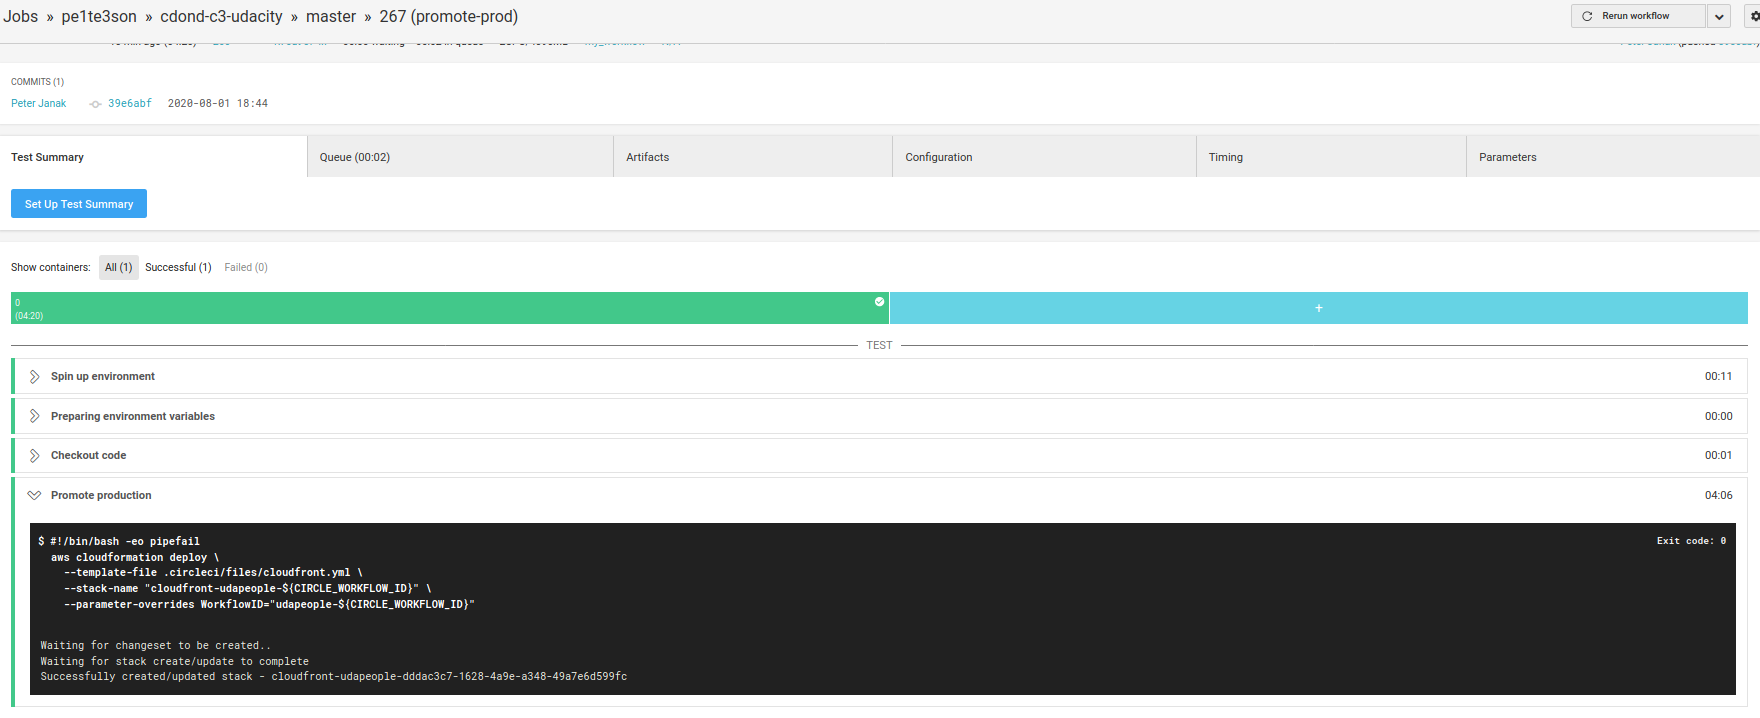 Jobs » pe1te3son » cdond-c3-udacity » master » 267 (promote-prod)
Rerun workflow
COMMITS (1)
Peter Janak 39e6abf 2020-08-01 18:44
Test Summary Queue (00:02) Artifacts Configuration Timing Parameters
Set Up Test Summary
Show containers: All (1) Successful (1) Failed (0)
0
(04:20)
+
TEST
Spin up environment 00:11
Preparing environment variables 00:00
Checkout code 00:01
Promote production 04:06
$ #!/bin/bash -eo pipefail Exit code: 0
aws cloudformation deploy \
--template-file .circleci/files/cloudfront.yml \
--stack-name "cloudfront-udapeople-${CIRCLE_WORKFLOW_ID}" \
--parameter-overrides WorkflowID="udapeople-${CIRCLE_WORKFLOW_ID}"
Waiting for changeset to be created..
Waiting for stack create/update to complete
Successfully created/updated stack - cloudfront-udapeople-dddac3c7-1628-4a9e-a348-49a7e6d599fc